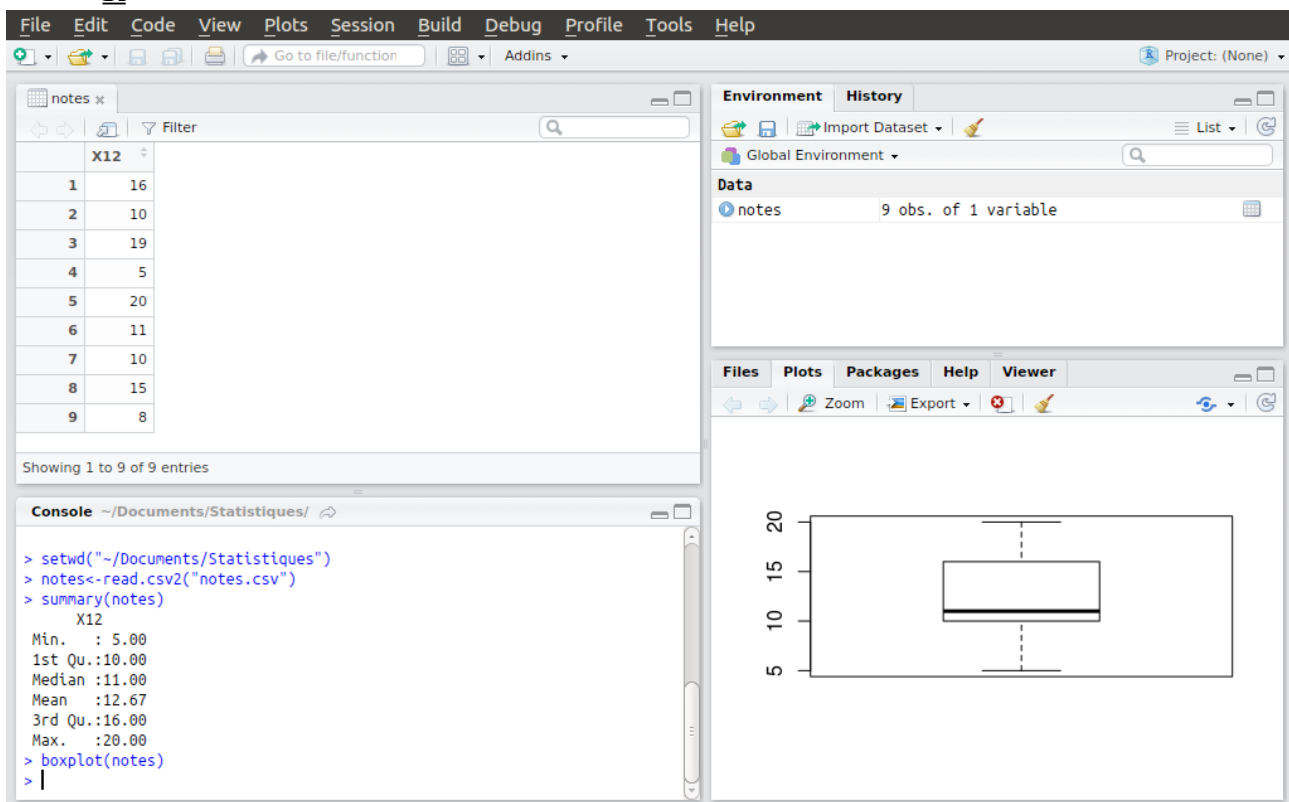 File Edit Code View Plots Session Build Debug Profile Tools Help
Go to file/function Addins Project: (None)
notes
Filter
X12
1 16
2 10
3 19
4 5
5 20
6 11
7 10
8 15
9 8
Showing 1 to 9 of 9 entries
Console ~/Documents/Statistiques/
> setwd("~/Documents/Statistiques")
> notes<-read.csv2("notes.csv")
> summary(notes)
X12
Min. : 5.00
1st Qu.:10.00
Median :11.00
Mean :12.67
3rd Qu.:16.00
Max. :20.00
> boxplot(notes)
>
Environment History
Import Dataset List
Global Environment
Data
notes 9 obs. of 1 variable
Files Plots Packages Help Viewer
Zoom Export
20
15
10
5